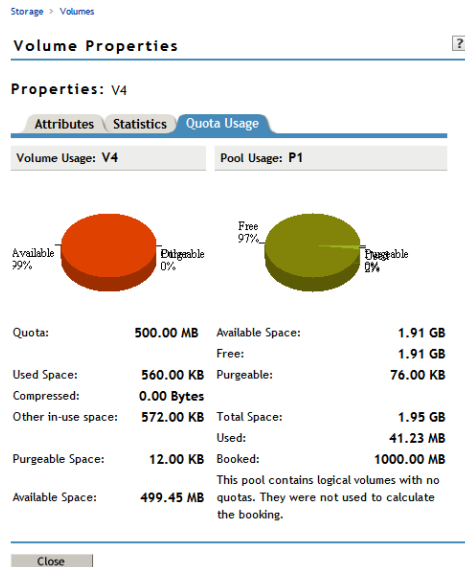 Storage > Volumes
Volume Properties
?
Properties: V4
Attributes Statistics Quota Usage
Volume Usage: V4
Pool Usage: P1
Available
99%
Purgeable
0%
Free
97%
Purgeable
Quota: 500.00 MB
Used Space: 560.00 KB
Compressed: 0.00 Bytes
Other in-use space: 572.00 KB
Purgeable Space: 12.00 KB
Available Space: 499.45 MB
Available Space: 1.91 GB
Free: 1.91 GB
Purgeable: 76.00 KB
Total Space: 1.95 GB
Used: 41.23 MB
Booked: 1000.00 MB
This pool contains logical volumes with no
quotas. They were not used to calculate
the booking.
Close